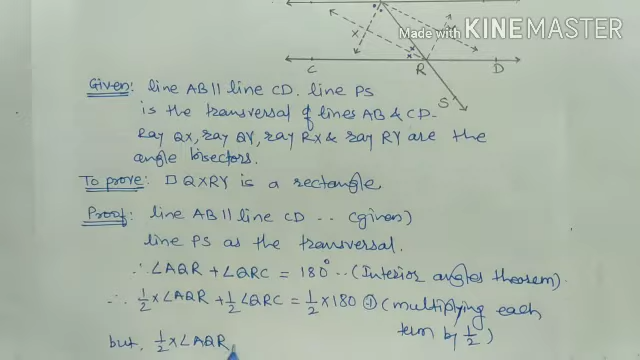 Made with KINEMASTER
x
x
Y
C
R
D
S
Given: line AB || line CD. line PS
is the transversal of lines AB & CD.
Ray QX, ray QY, ray RX & ray RY are the
angle bisectors.
To prove: □ QXRY is a rectangle
Proof: line AB || line CD .. (given)
line PS as the transversal.
∴ ∠AQR + ∠QRC = 180° .. (Interior angles theorem).
∴ 1/2 × ∠AQR + 1/2 ∠QRC = 1/2 × 180 ① (multiplying each
term by 1/2)
but, 1/2 × ∠AQR